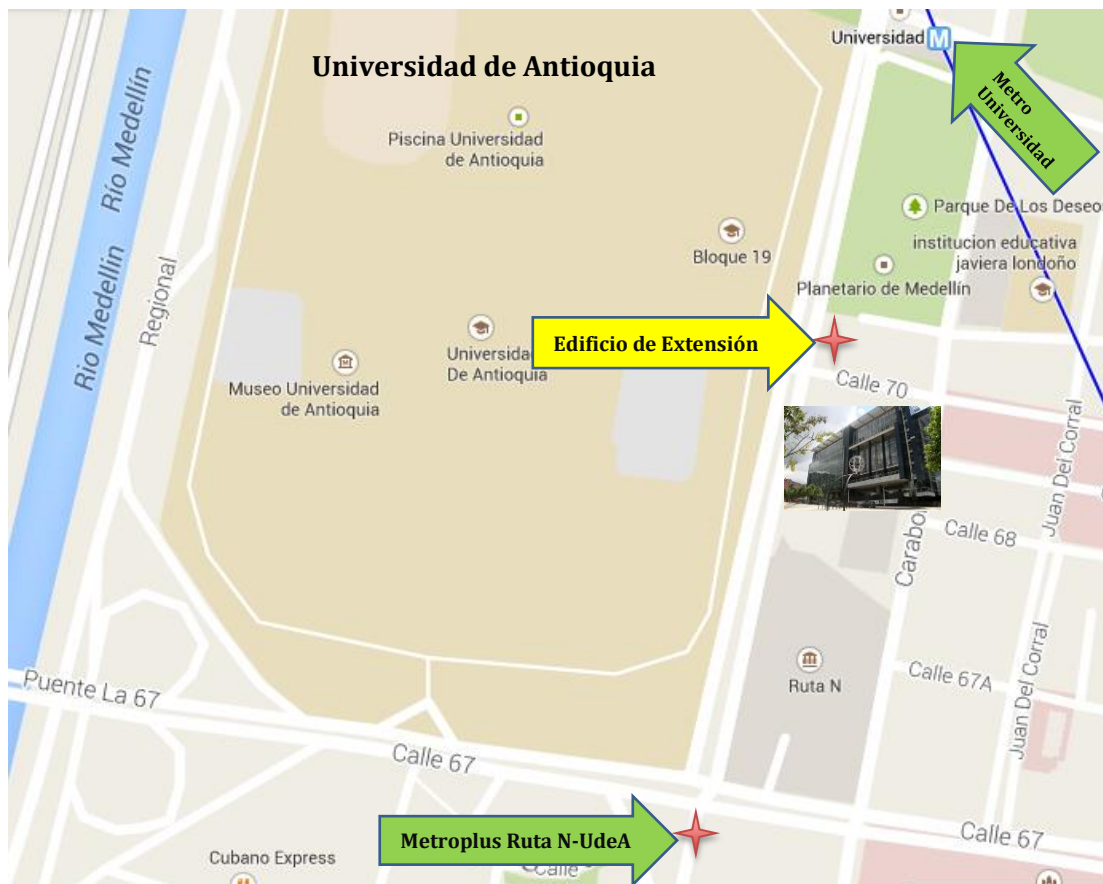 Universidad
Universidad de Antioquia
Metro
Universidad
Piscina Universidad
de Antioquia
Río Medellín
Parque De Los Deseo
Bloque 19
institucion educativa
javiera londoño
Planetario de Medellín
Río Medellín
Regional
Edificio de Extensión
Universida
De Antioquia
Museo Universidad
de Antioquia
Calle 70
Juan Del Corral
Calle 68
Carabo
Calle 67A
Ruta N
Juan Del Corral
Puente La 67
Calle 67
Calle 67
Metroplus Ruta N-UdeA
Cubano Express
Calle